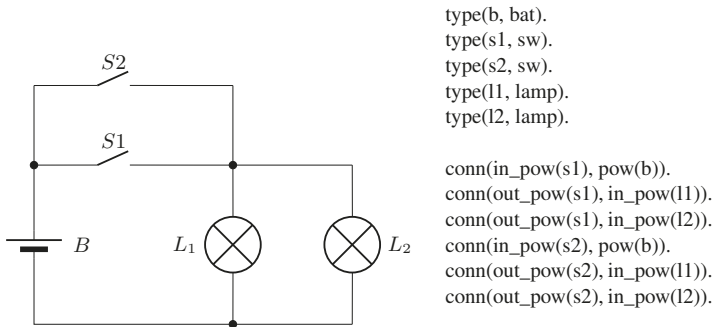 S2
S1
B
L1
L2
type(b, bat).
type(s1, sw).
type(s2, sw).
type(l1, lamp).
type(l2, lamp).
conn(in_pow(s1), pow(b)).
conn(out_pow(s1), in_pow(l1)).
conn(out_pow(s1), in_pow(l2)).
conn(in_pow(s2), pow(b)).
conn(out_pow(s2), in_pow(l1)).
conn(out_pow(s2), in_pow(l2)).